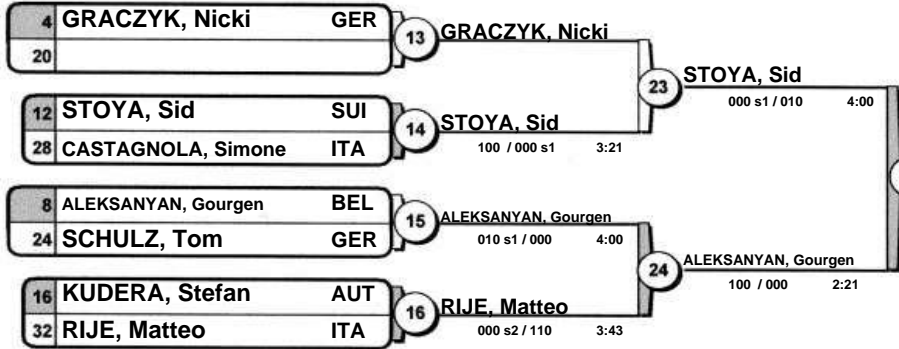 4 GRACZYK, Nicki GER
20
13 GRACZYK, Nicki
12 STOYA, Sid SUI
28 CASTAGNOLA, Simone ITA
14 STOYA, Sid
100 / 000 s1 3:21
23 STOYA, Sid
000 s1 / 010 4:00
8 ALEKSANYAN, Gourgen BEL
24 SCHULZ, Tom GER
15 ALEKSANYAN, Gourgen
010 s1 / 000 4:00
16 KUDERA, Stefan AUT
32 RIJE, Matteo ITA
16 RIJE, Matteo
000 s2 / 110 3:43
24 ALEKSANYAN, Gourgen
100 / 000 2:21